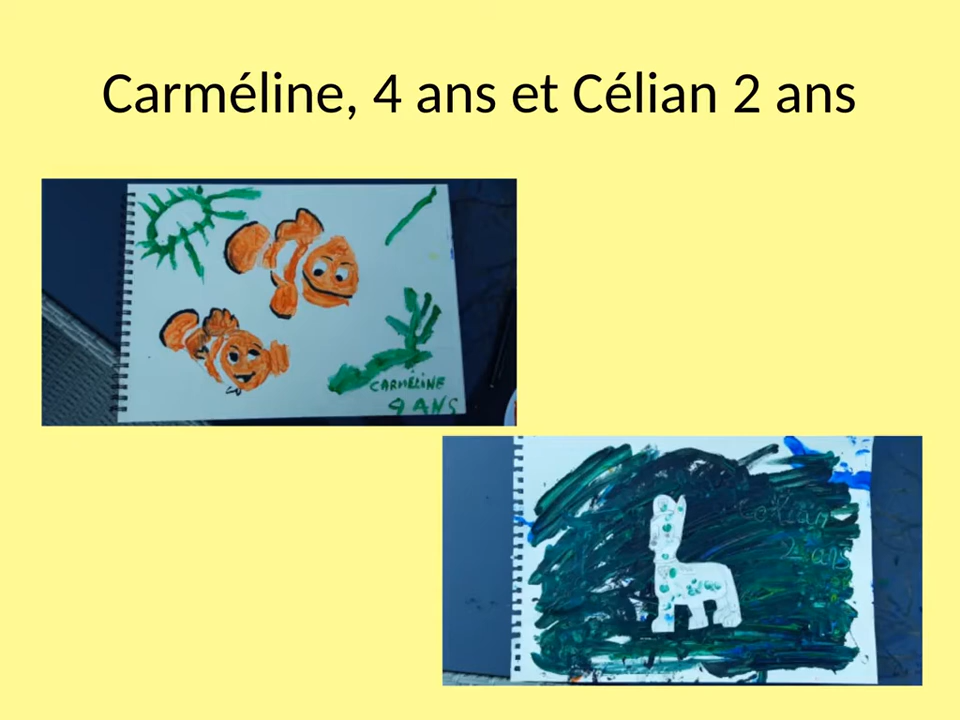 Carméline, 4 ans et Célian 2 ans
CARMÉLINE
4 ANS
Célian
2 ans